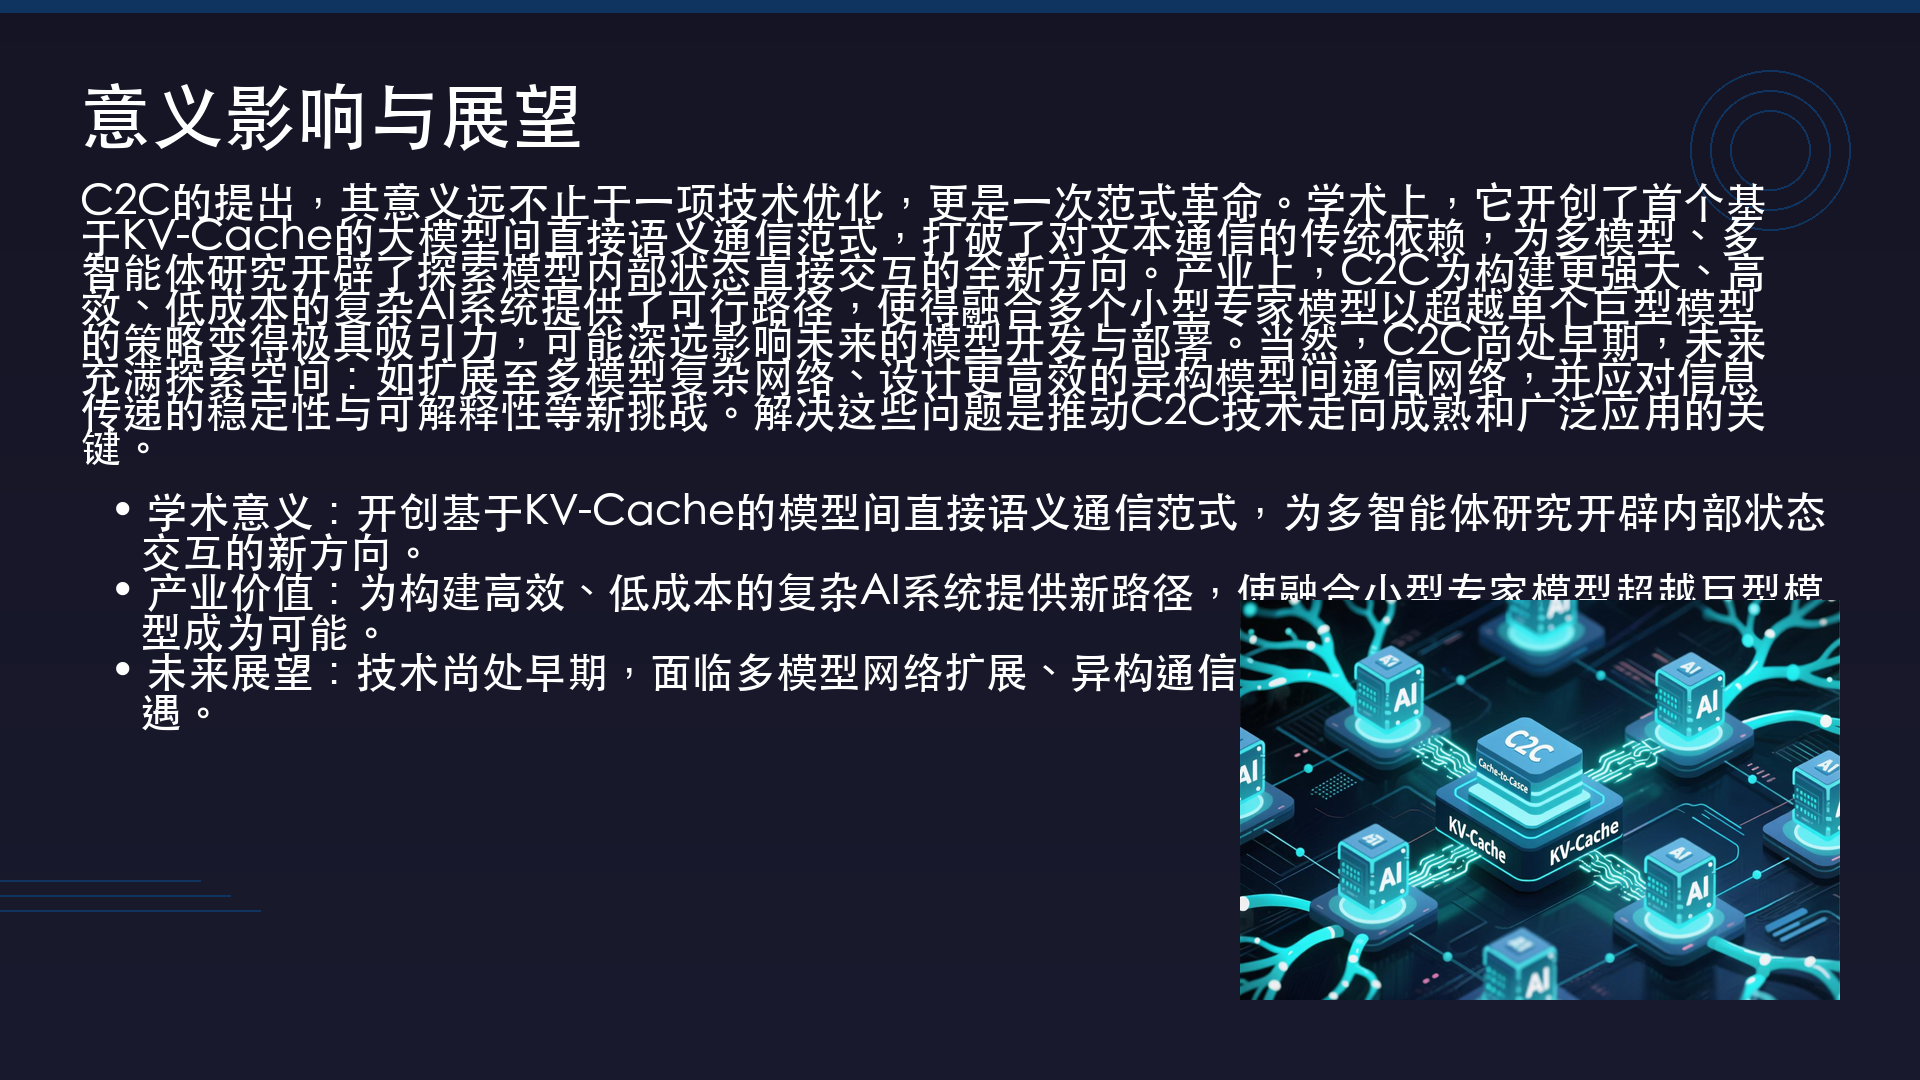 意义影响与展望
C2C的提出，其意义远不止于一项技术优化，更是一次范式革命。学术上，它开创了首个基
于KV-Cache的大模型间直接语义通信范式，打破了对文本通信的传统依赖，为多模型、多
智能体研究开辟了探索模型内部状态直接交互的全新方向。产业上，C2C为构建更强大、高
效、低成本的复杂AI系统提供了可行路径，使得融合多个小型专家模型以超越单个巨型模型
的策略变得极具吸引力，可能深远影响未来的模型开发与部署。当然，C2C尚处早期，未来
充满探索空间：如扩展至多模型复杂网络、设计更高效的异构模型间通信网络，并应对信息
传递的稳定性与可解释性等新挑战。解决这些问题是推动C2C技术走向成熟和广泛应用的关
键。
• 学术意义：开创基于KV-Cache的模型间直接语义通信范式，为多智能体研究开辟内部状态
交互的新方向。
• 产业价值：为构建高效、低成本的复杂AI系统提供新路径，使融合小型专家模型超越巨型模
型成为可能。
• 未来展望：技术尚处早期，面临多模型网络扩展、异构通信
遇。
AI
AI
AI
AI
C2C
AI
AI
Cache-to-Casce
AI
AI
AI
KV-Cache
KV-Cache
AI
AI
AI
AI
AI